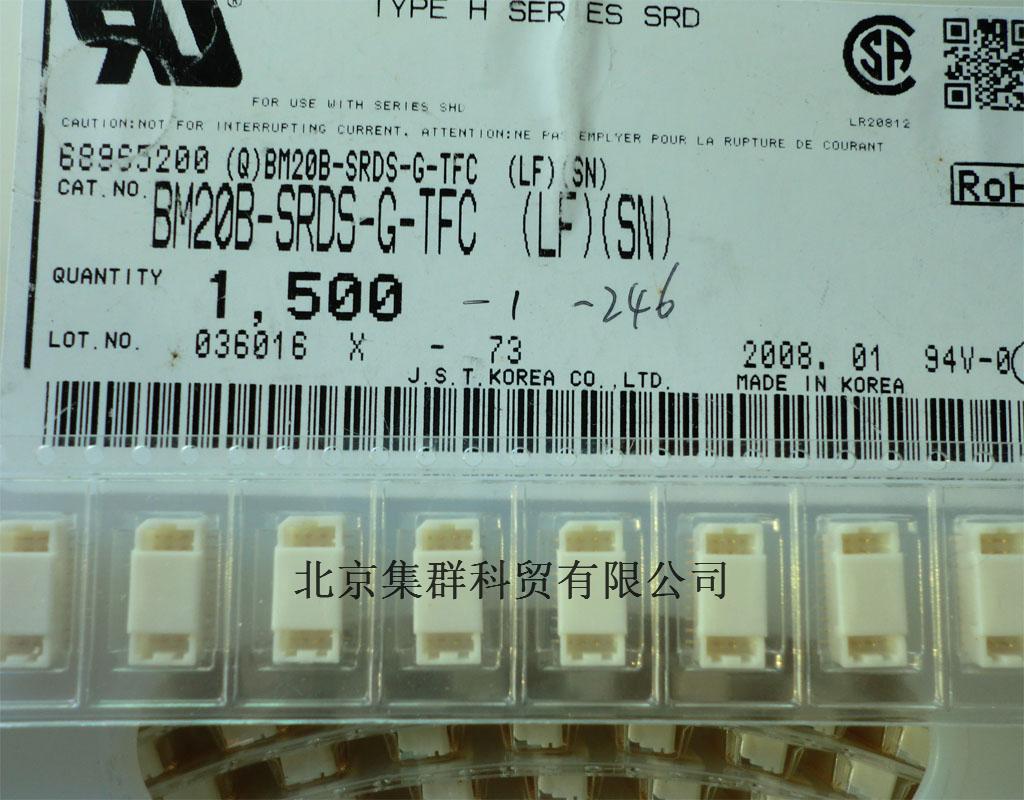 TYPE H SERIES SRD
®
FOR USE WITH SERIES SHD
LR20812
CAUTION:NOT FOR INTERRUPTING CURRENT. ATTENTION:NE PAS EMPLYER POUR LA RUPTURE DE COURANT
68995200 (Q)BM20B-SRDS-G-TFC (LF)(SN)
CAT.NO. BM20B-SRDS-G-TFC (LF)(SN)
RoH
QUANTITY 1,500 -1 -246
LOT.NO. 036016 X - 73 2008. 01 94V-0
J.S.T.KOREA CO.,LTD. MADE IN KOREA
北京集群科贸有限公司